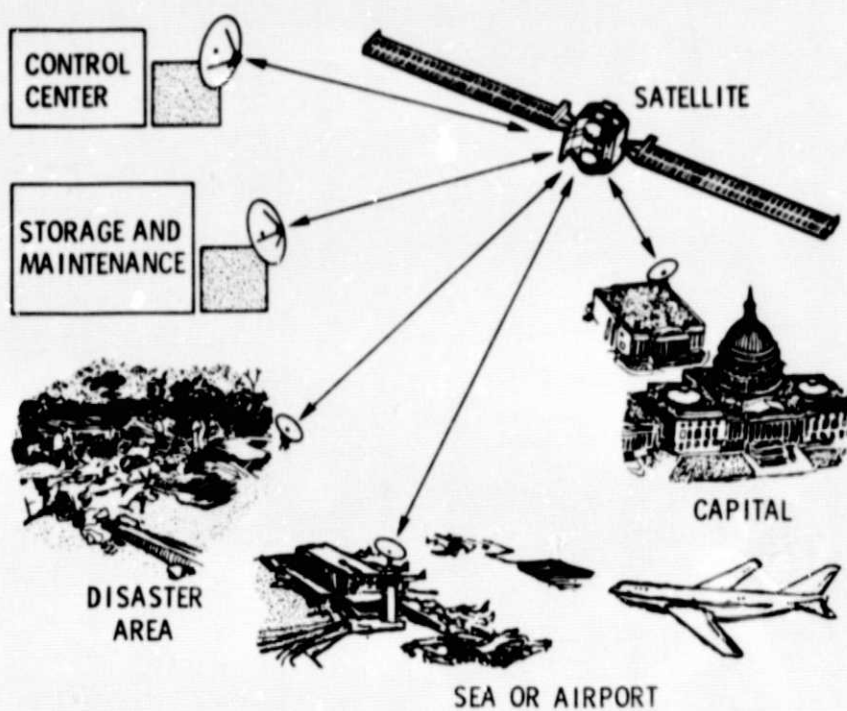 CONTROL
CENTER
SATELLITE
STORAGE AND
MAINTENANCE
CAPITAL
DISASTER
AREA
SEA OR AIRPORT